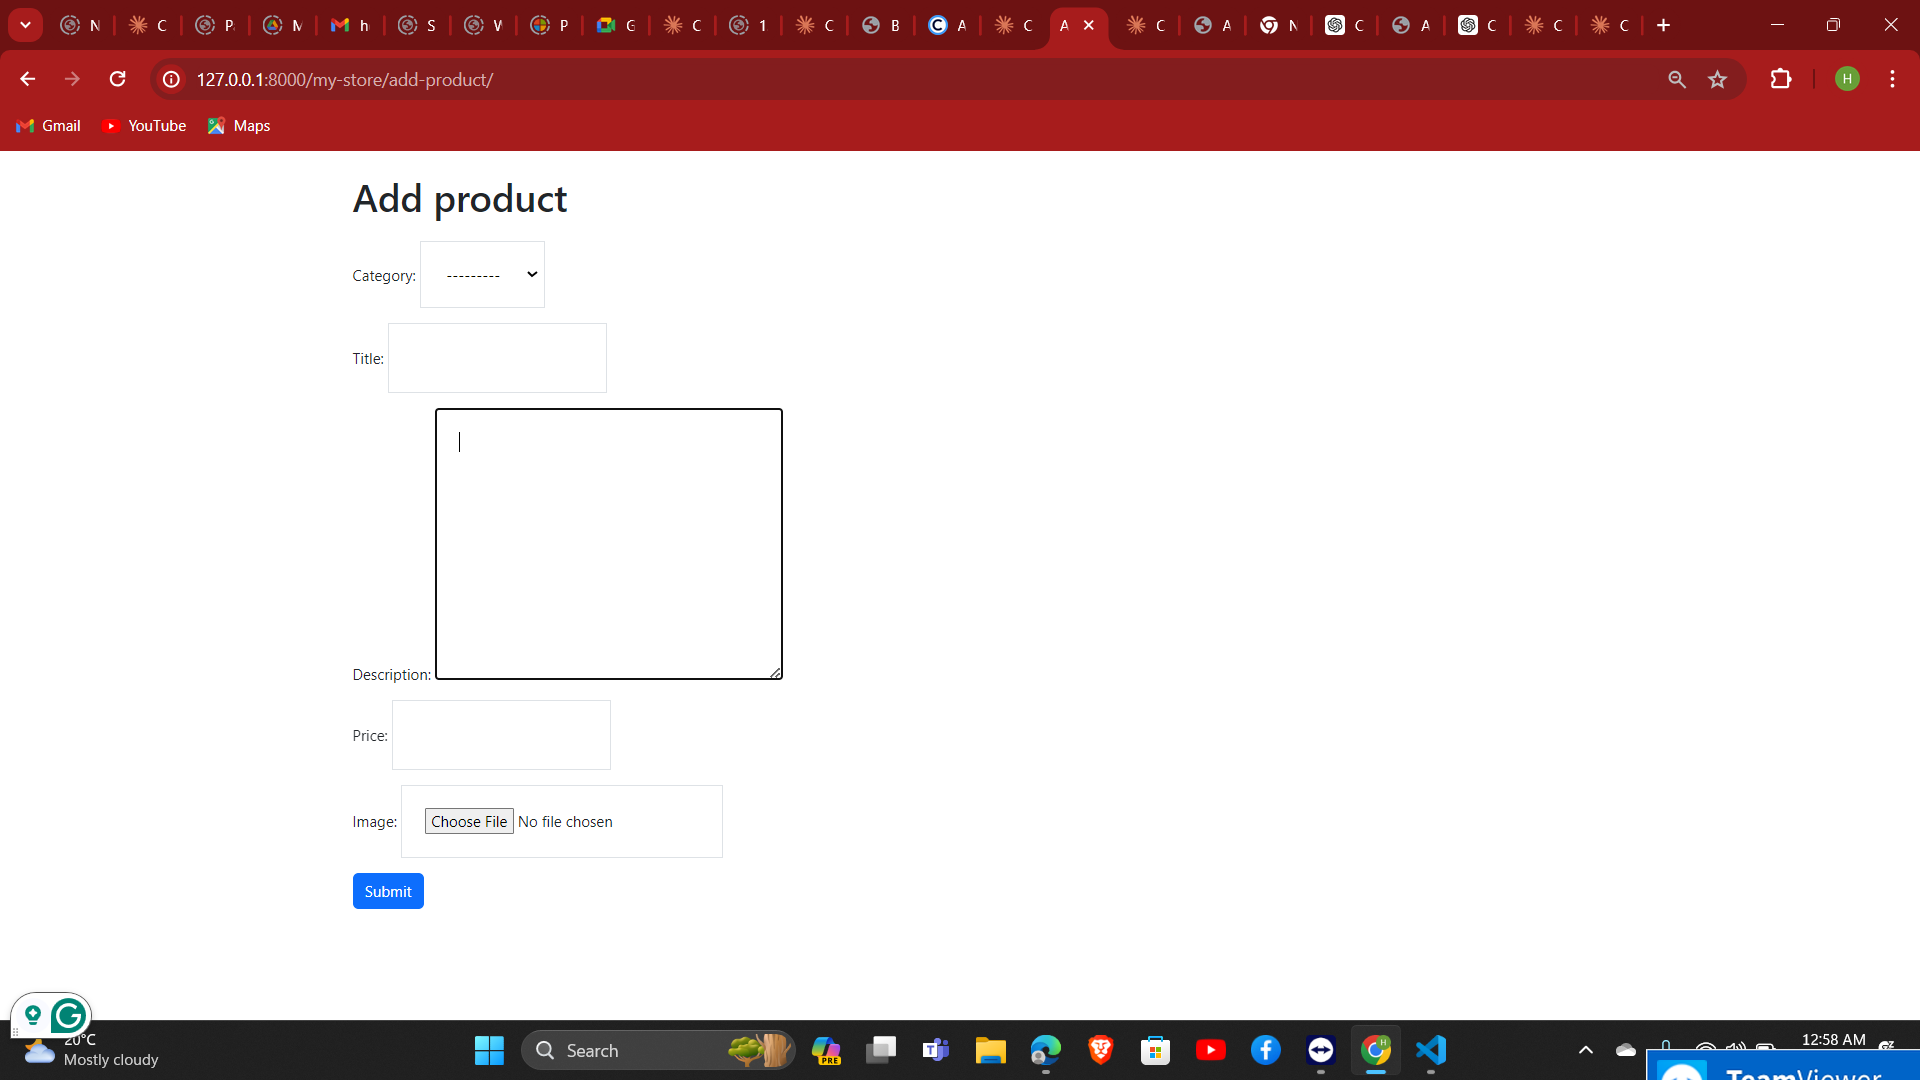 N
C
P
M
h
S
W
P
G
C
1
C
B
A
C
A
C
A
N
C
A
C
C
C
127.0.0.1:8000/my-store/add-product/
H
Gmail
YouTube
Maps
Add product
Category: ---------
Title:
Description:
Price:
Image: Choose File No file chosen
Submit
20°C
Mostly cloudy
Search
PRE
12:58 AM
TeamViewer